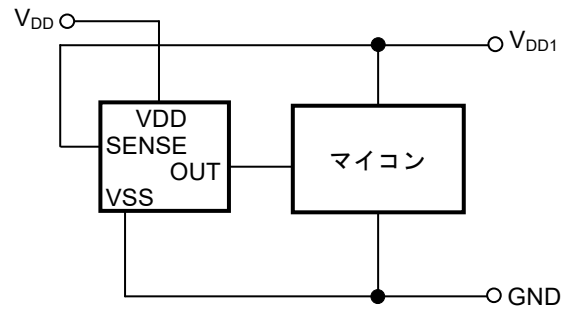 VDD
VDD1
VDD
SENSE
OUT
VSS
マイコン
GND